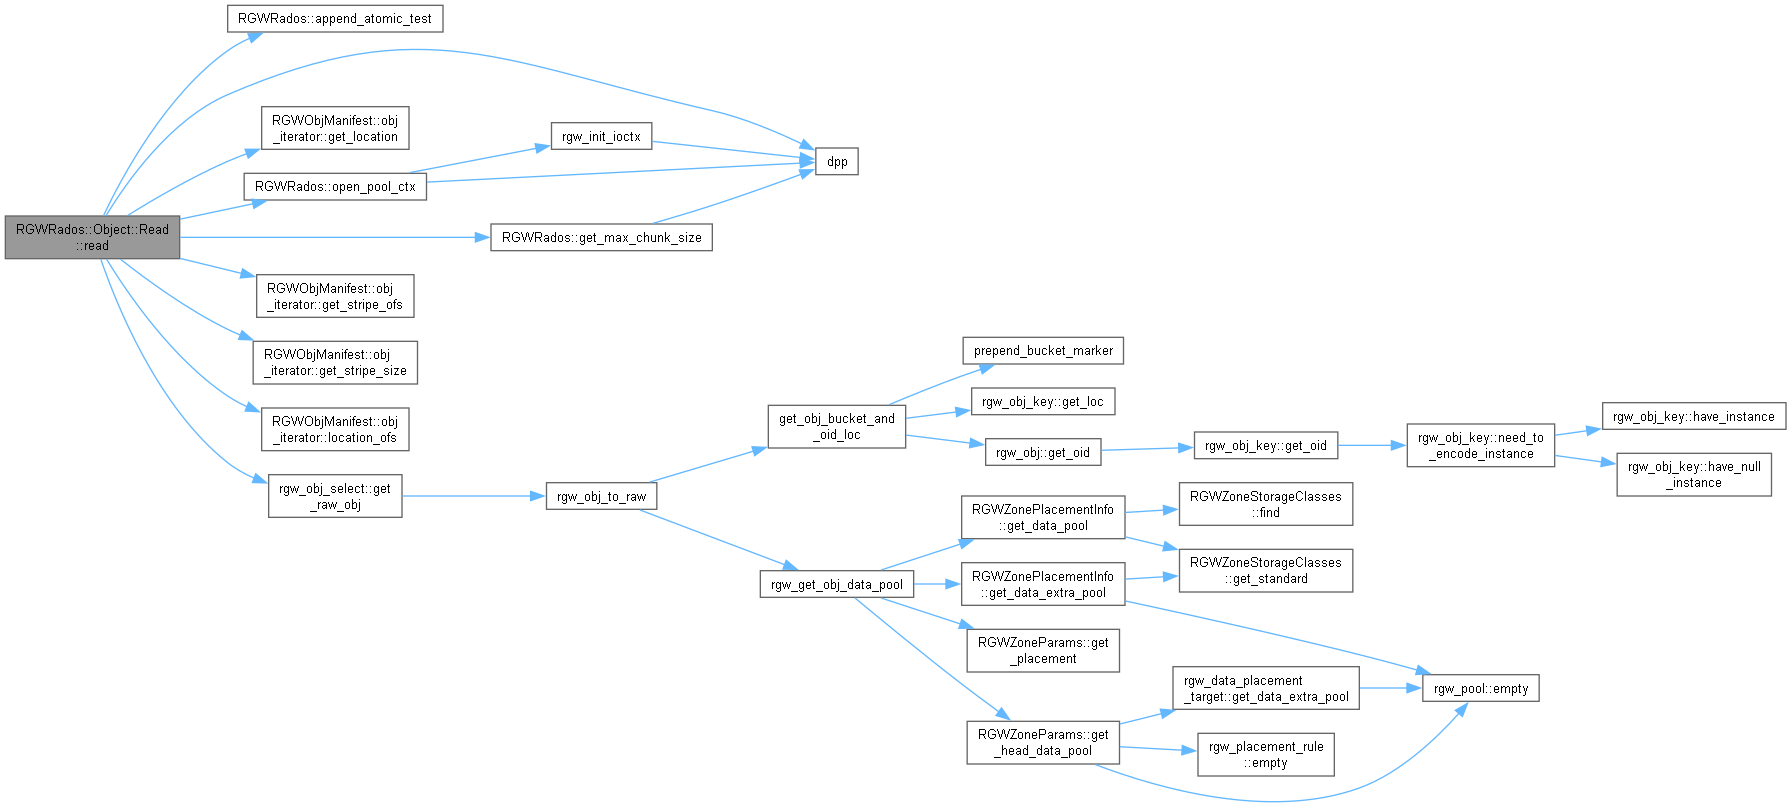 RGWRados::append_atomic_test
RGWObjManifest::obj
_iterator::get_location
rgw_init_ioctx
dpp
RGWRados::open_pool_ctx
RGWRados::Object::Read
::read
RGWRados::get_max_chunk_size
RGWObjManifest::obj
_iterator::get_stripe_ofs
RGWObjManifest::obj
_iterator::get_stripe_size
prepend_bucket_marker
rgw_obj_key::get_loc
RGWObjManifest::obj
_iterator::location_ofs
get_obj_bucket_and
_oid_loc
rgw_obj::get_oid
rgw_obj_key::get_oid
rgw_obj_key::need_to
_encode_instance
rgw_obj_key::have_instance
rgw_obj_key::have_null
_instance
rgw_obj_select::get
_raw_obj
rgw_obj_to_raw
RGWZonePlacementInfo
::get_data_pool
RGWZoneStorageClasses
::find
RGWZoneStorageClasses
::get_standard
rgw_get_obj_data_pool
RGWZonePlacementInfo
::get_data_extra_pool
RGWZoneParams::get
_placement
rgw_data_placement
_target::get_data_extra_pool
rgw_pool::empty
RGWZoneParams::get
_head_data_pool
rgw_placement_rule
::empty